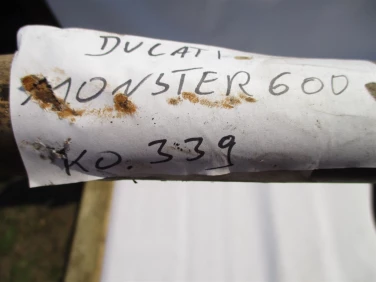 DUCATI
MONSTER 600
KO. 339